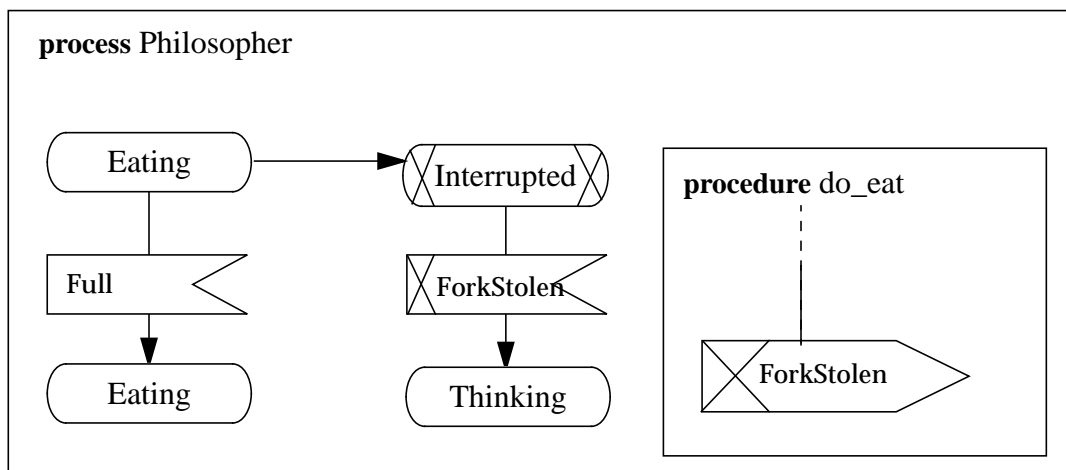 process Philosopher
Eating
Interrupted
procedure do_eat
Full
ForkStolen
ForkStolen
Eating
Thinking